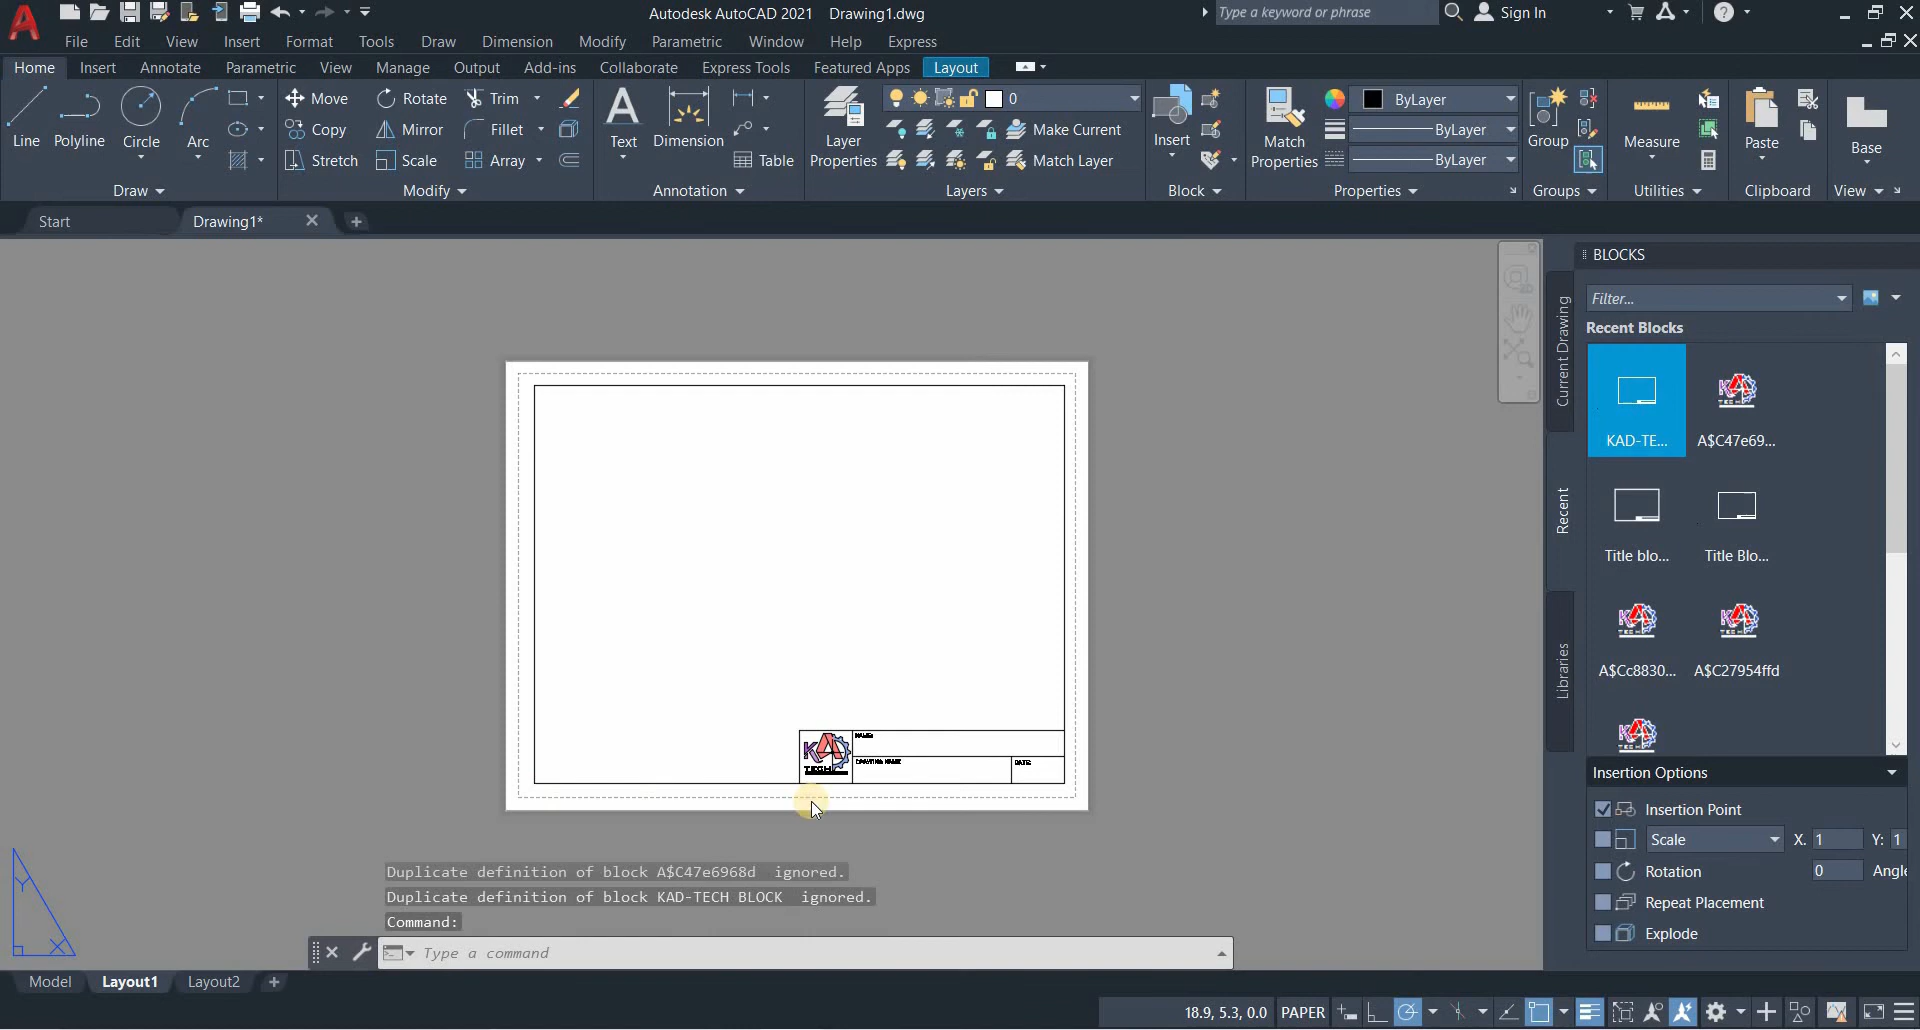 Autodesk AutoCAD 2021 Drawing1.dwg
Type a keyword or phrase
Sign In
File Edit View Insert Format Tools Draw Dimension Modify Parametric Window Help Express
Home Insert Annotate Parametric View Manage Output Add-ins Collaborate Express Tools Featured Apps Layout
Move Rotate Trim 0 ByLayer
Line Polyline Circle Arc Copy Mirror Fillet Text Dimension Layer Properties Make Current Insert Match Properties ByLayer Group Measure Paste Base
Stretch Scale Array Table Match Layer ByLayer
Draw Modify Annotation Layers Block Properties Groups Utilities Clipboard View
Start Drawing1*
BLOCKS
Filter...
Recent Blocks
Current Drawing
Recent
Libraries
KAD-TE... A$C47e69...
Title blo... Title Blo...
A$Cc8830... A$C27954ffd
Insertion Options
Insertion Point
Scale X. 1 Y: 1
Rotation 0 Angle
Repeat Placement
Explode
KA
TECH
NAME:
DRAWING NAME
DATE:
Y
X
Duplicate definition of block A$C47e6968d ignored.
Duplicate definition of block KAD-TECH BLOCK ignored.
Command:
Type a command
Model Layout1 Layout2
18.9, 5.3, 0.0 PAPER